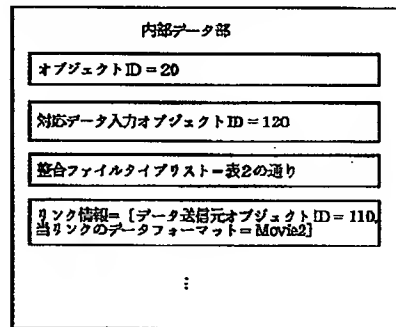 内部データ部
オブジェクトID＝20
対応データ入力オブジェクトID＝120
整合ファイルタイプリスト＝表2の通り
リンク情報＝［データ送信元オブジェクトID＝110,
当リンクのデータフォーマット＝Movie2］
⋮